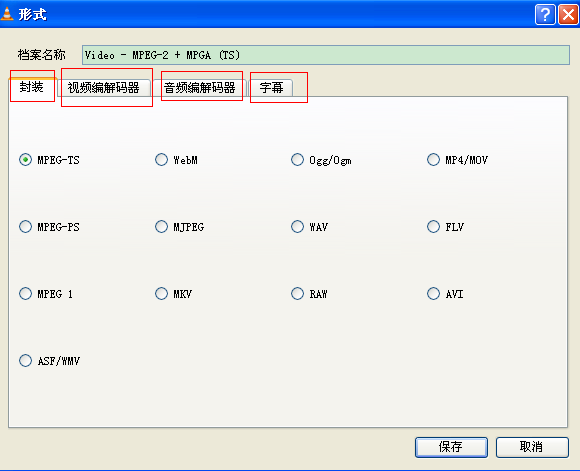 形式
档案名称 Video - MPEG-2 + MPGA (TS)
封装 视频编解码器 音频编解码器 字幕
MPEG-TS WebM Ogg/Ogm MP4/MOV
MPEG-PS MJPEG WAV FLV
MPEG 1 MKV RAW AVI
ASF/WMV
保存 取消